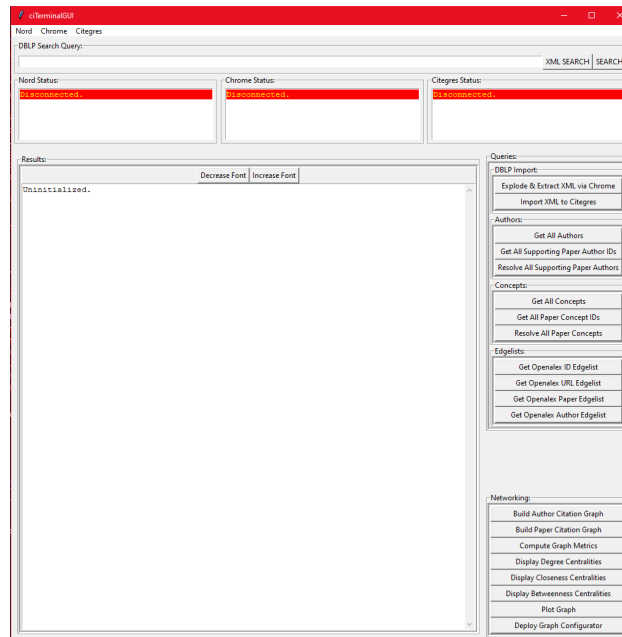 ciTerminalGUI
Nord Chrome Citegres
DBLP Search Query:
XML SEARCH SEARCH
Nord Status: Chrome Status: Citegres Status:
Disconnected. Disconnected. Disconnected.
Results:
Decrease Font Increase Font
Uninitialized.
Queries:
DBLP Import:
Explode & Extract XML via Chrome
Import XML to Citegres
Authors:
Get All Authors
Get All Supporting Paper Author IDs
Resolve All Supporting Paper Authors
Concepts:
Get All Concepts
Get All Paper Concept IDs
Resolve All Paper Concepts
Edgelists:
Get Openalex ID Edgelist
Get Openalex URL Edgelist
Get Openalex Paper Edgelist
Get Openalex Author Edgelist
Networking:
Build Author Citation Graph
Build Paper Citation Graph
Compute Graph Metrics
Display Degree Centralities
Display Closeness Centralities
Display Betweenness Centralities
Plot Graph
Deploy Graph Configurator